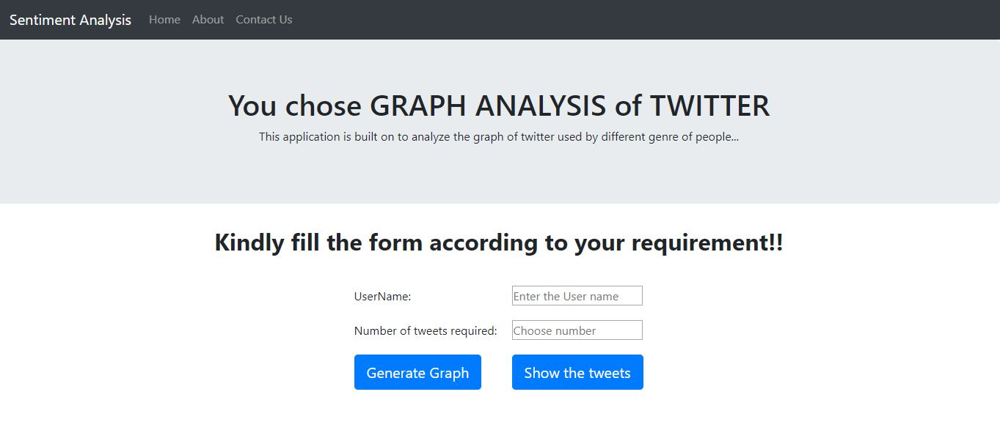 Sentiment Analysis Home About Contact Us
You chose GRAPH ANALYSIS of TWITTER
This application is built on to analyze the graph of twitter used by different genre of people...
Kindly fill the form according to your requirement!!
UserName: Enter the User name
Number of tweets required: Choose number
Generate Graph Show the tweets